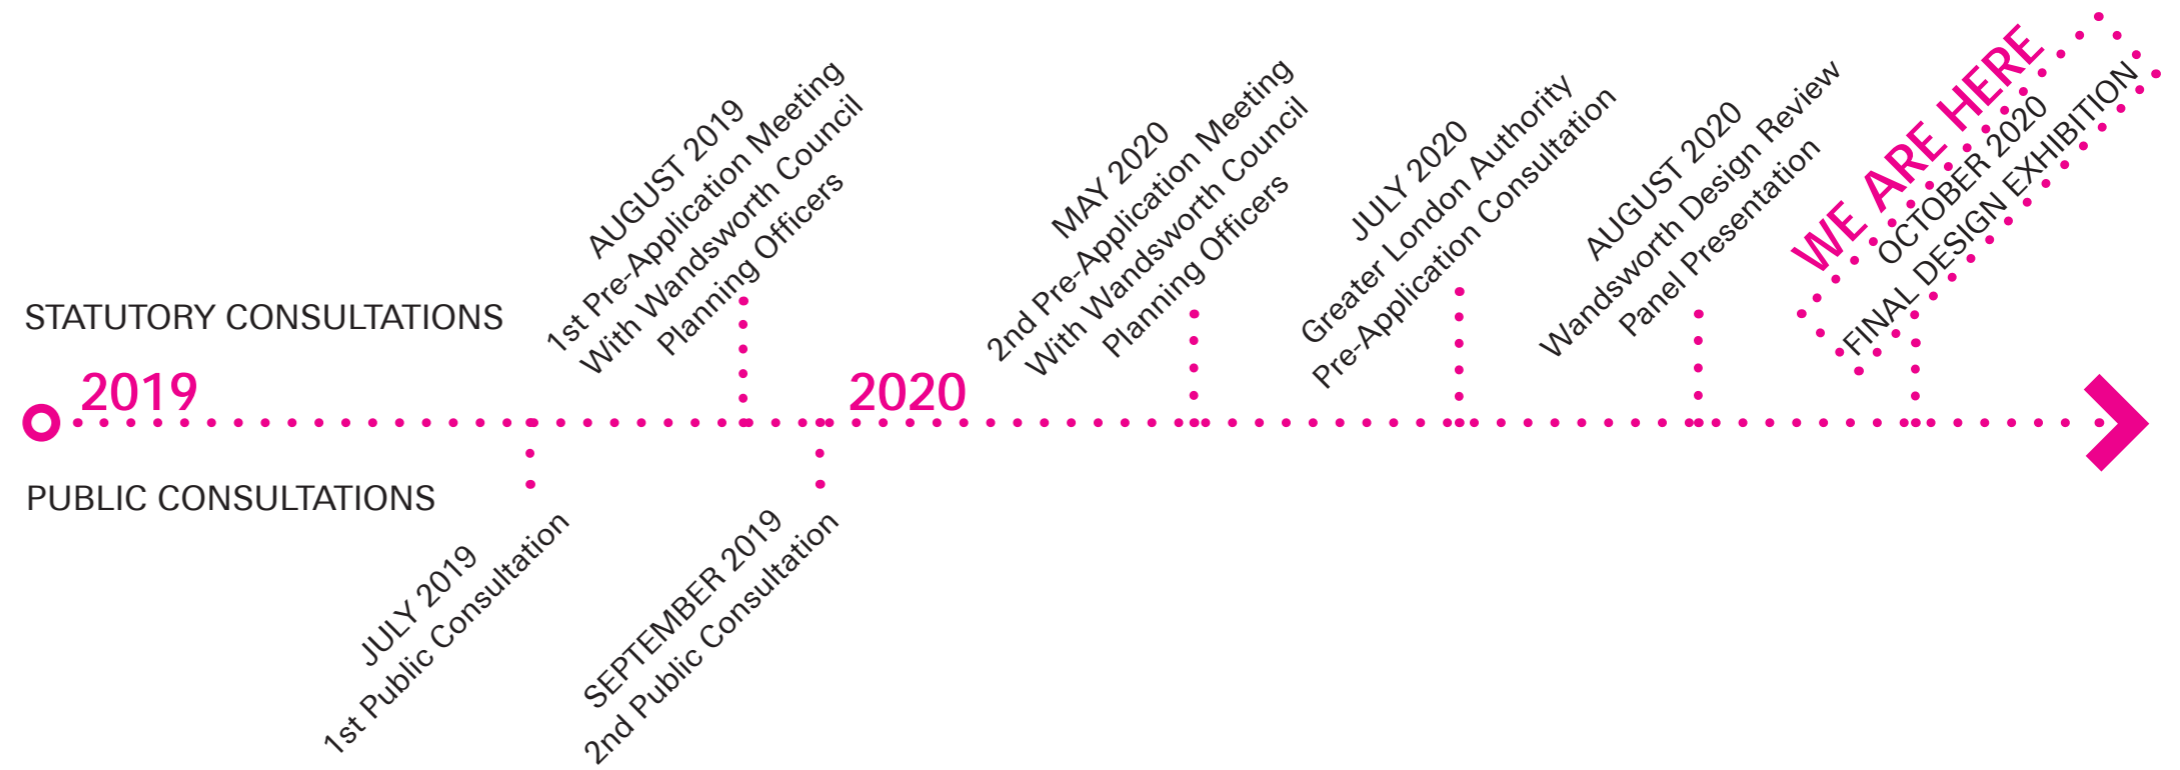 STATUTORY CONSULTATIONS
2019
2020
AUGUST 2019
1st Pre-Application Meeting
With Wandsworth Council
Planning Officers
MAY 2020
2nd Pre-Application Meeting
With Wandsworth Council
Planning Officers
JULY 2020
Greater London Authority
Pre-Application Consultation
AUGUST 2020
Wandsworth Design Review
Panel Presentation
WE ARE HERE
OCTOBER 2020
FINAL DESIGN EXHIBITION
PUBLIC CONSULTATIONS
JULY 2019
1st Public Consultation
SEPTEMBER 2019
2nd Public Consultation